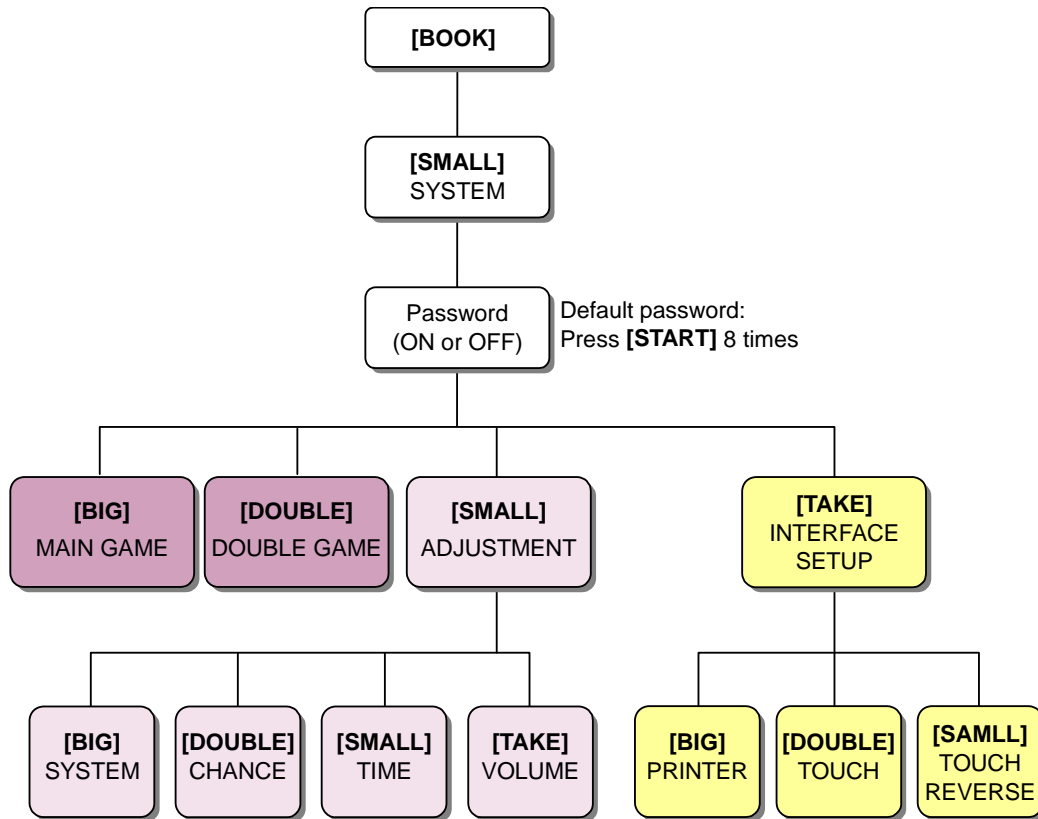 [BOOK]
[SMALL]
SYSTEM
Password
(ON or OFF)
Default password:
Press [START] 8 times
[BIG]
MAIN GAME
[DOUBLE]
DOUBLE GAME
[SMALL]
ADJUSTMENT
[TAKE]
INTERFACE
SETUP
[BIG]
SYSTEM
[DOUBLE]
CHANCE
[SMALL]
TIME
[TAKE]
VOLUME
[BIG]
PRINTER
[DOUBLE]
TOUCH
[SAMLL]
TOUCH
REVERSE